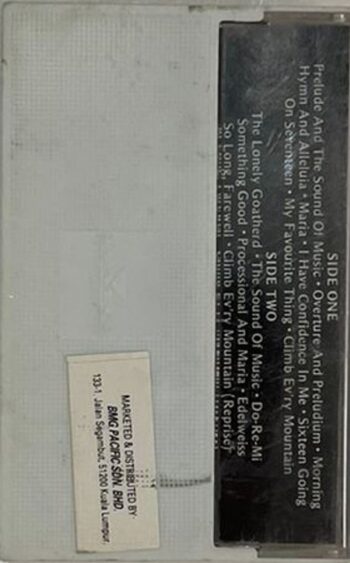 SIDE ONE
Prelude And The Sound Of Music • Overture And Preludium • Morning
Hymn And Alleluia • Maria • I Have Confidence In Me • Sixteen Going
On Seventeen • My Favourite Thing • Climb Ev'ry Mountain
SIDE TWO
The Lonely Goatherd • The Sound Of Music • Do-Re-Mi
Something Good • Processional And Maria • Edelweiss
So Long, Farewell • Climb Ev'ry Mountain (Reprise)
MARKETED & DISTRIBUTED BY:
BMG PACIFIC SDN. BHD.
133-1, Jalan Segambut, 51200 Kuala Lumpur.